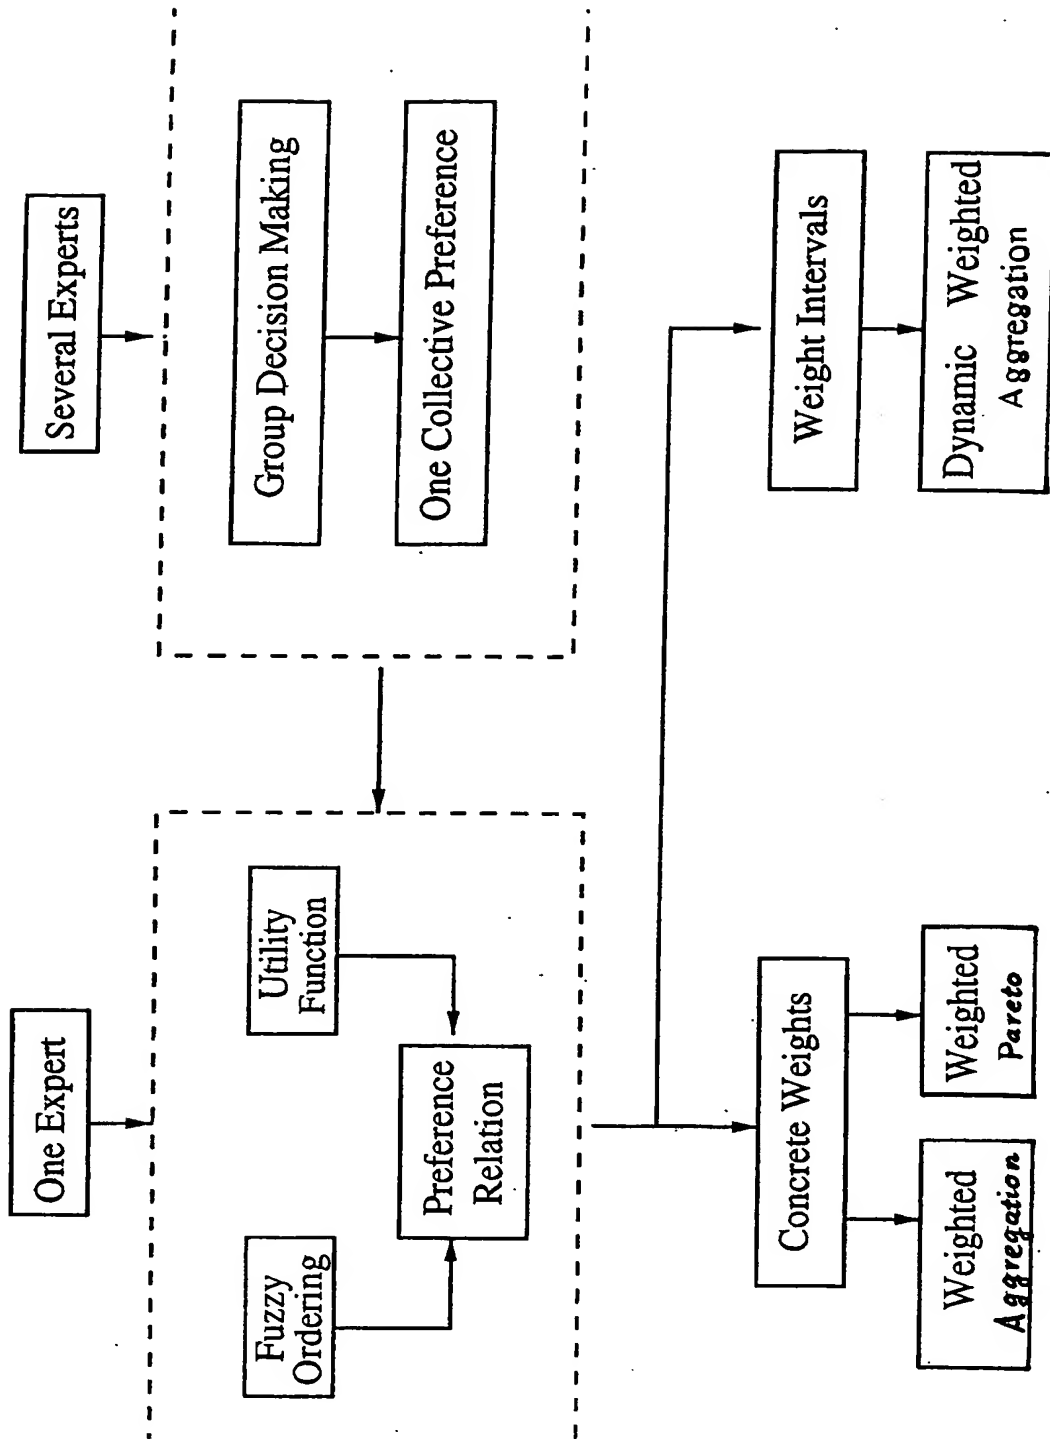 One Expert
Several Experts
Fuzzy
Ordering
Utility
Function
Preference
Relation
Group Decision Making
One Collective Preference
Concrete Weights
Weighted
Aggregation
Weighted
Pareto
Weight Intervals
Dynamic Weighted
Aggregation